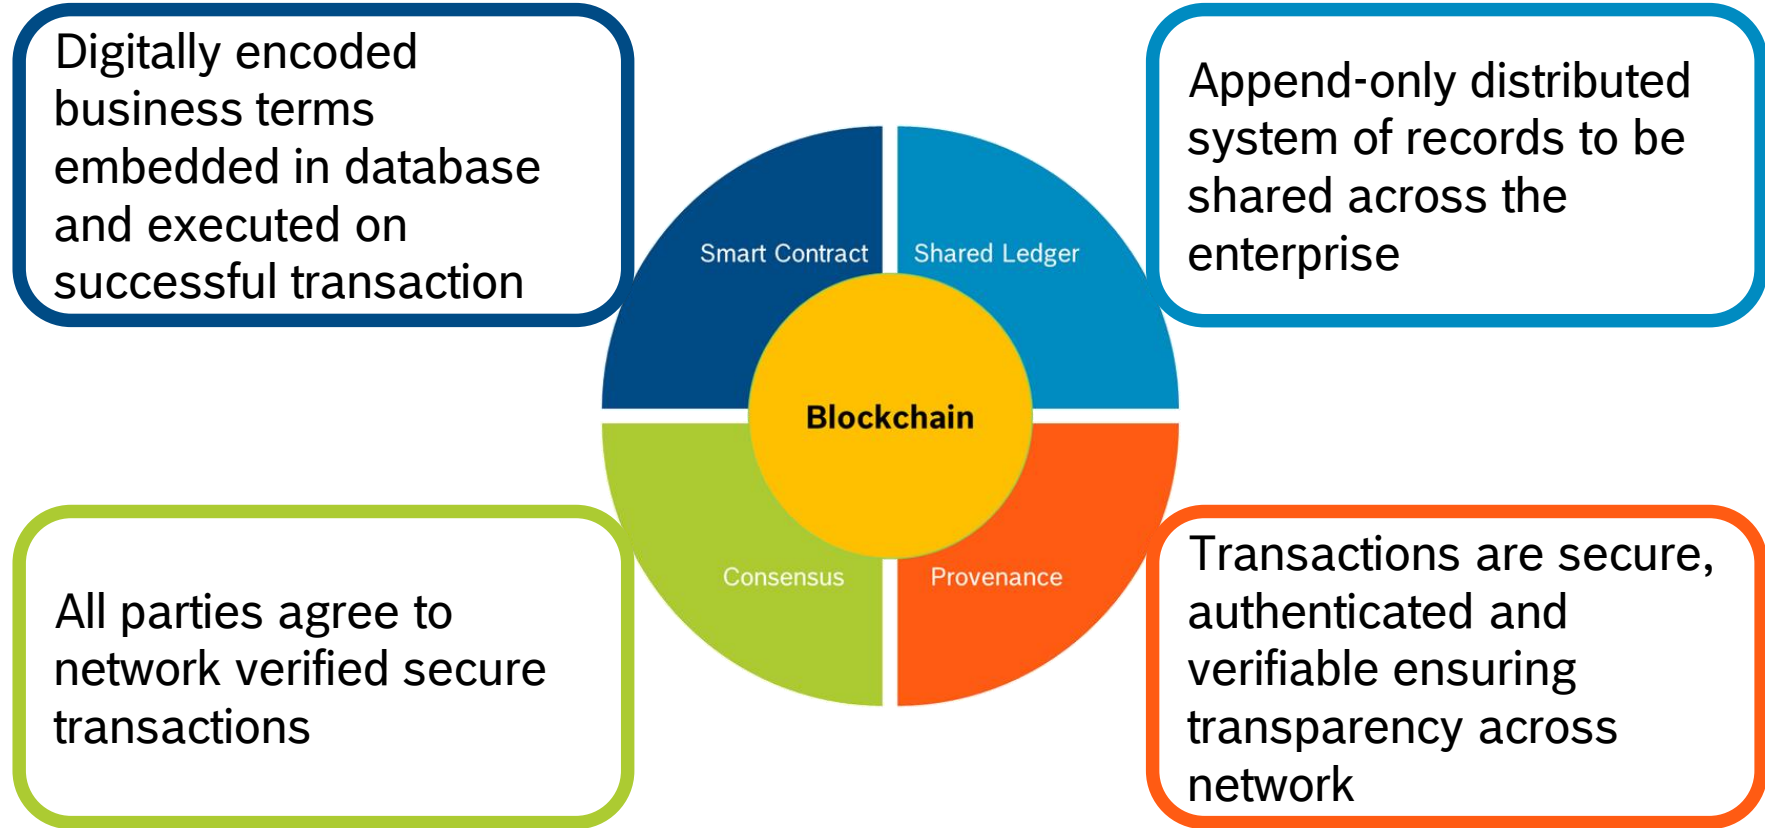 Digitally encoded
business terms
embedded in database
and executed on
successful transaction
Append-only distributed
system of records to be
shared across the
enterprise
Smart Contract
Shared Ledger
Blockchain
Consensus
Provenance
All parties agree to
network verified secure
transactions
Transactions are secure,
authenticated and
verifiable ensuring
transparency across
network